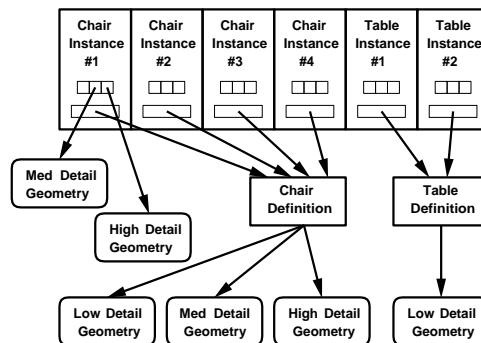 Chair Instance #1
Chair Instance #2
Chair Instance #3
Chair Instance #4
Table Instance #1
Table Instance #2
Med Detail
Geometry
High Detail
Geometry
Chair
Definition
Table
Definition
Low Detail
Geometry
Med Detail
Geometry
High Detail
Geometry
Low Detail
Geometry